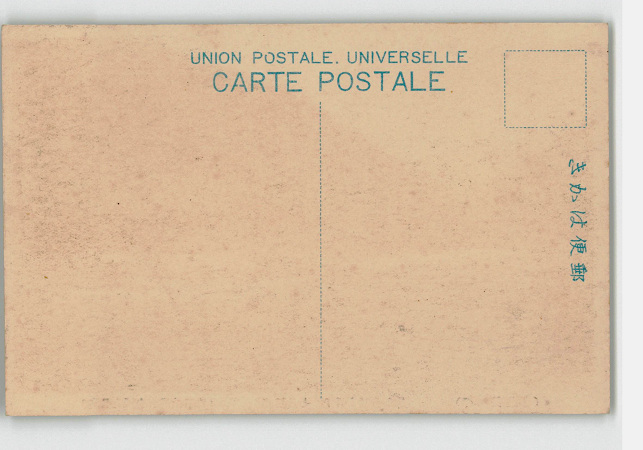 UNION POSTALE. UNIVERSELLE
CARTE POSTALE.
きかは便郵